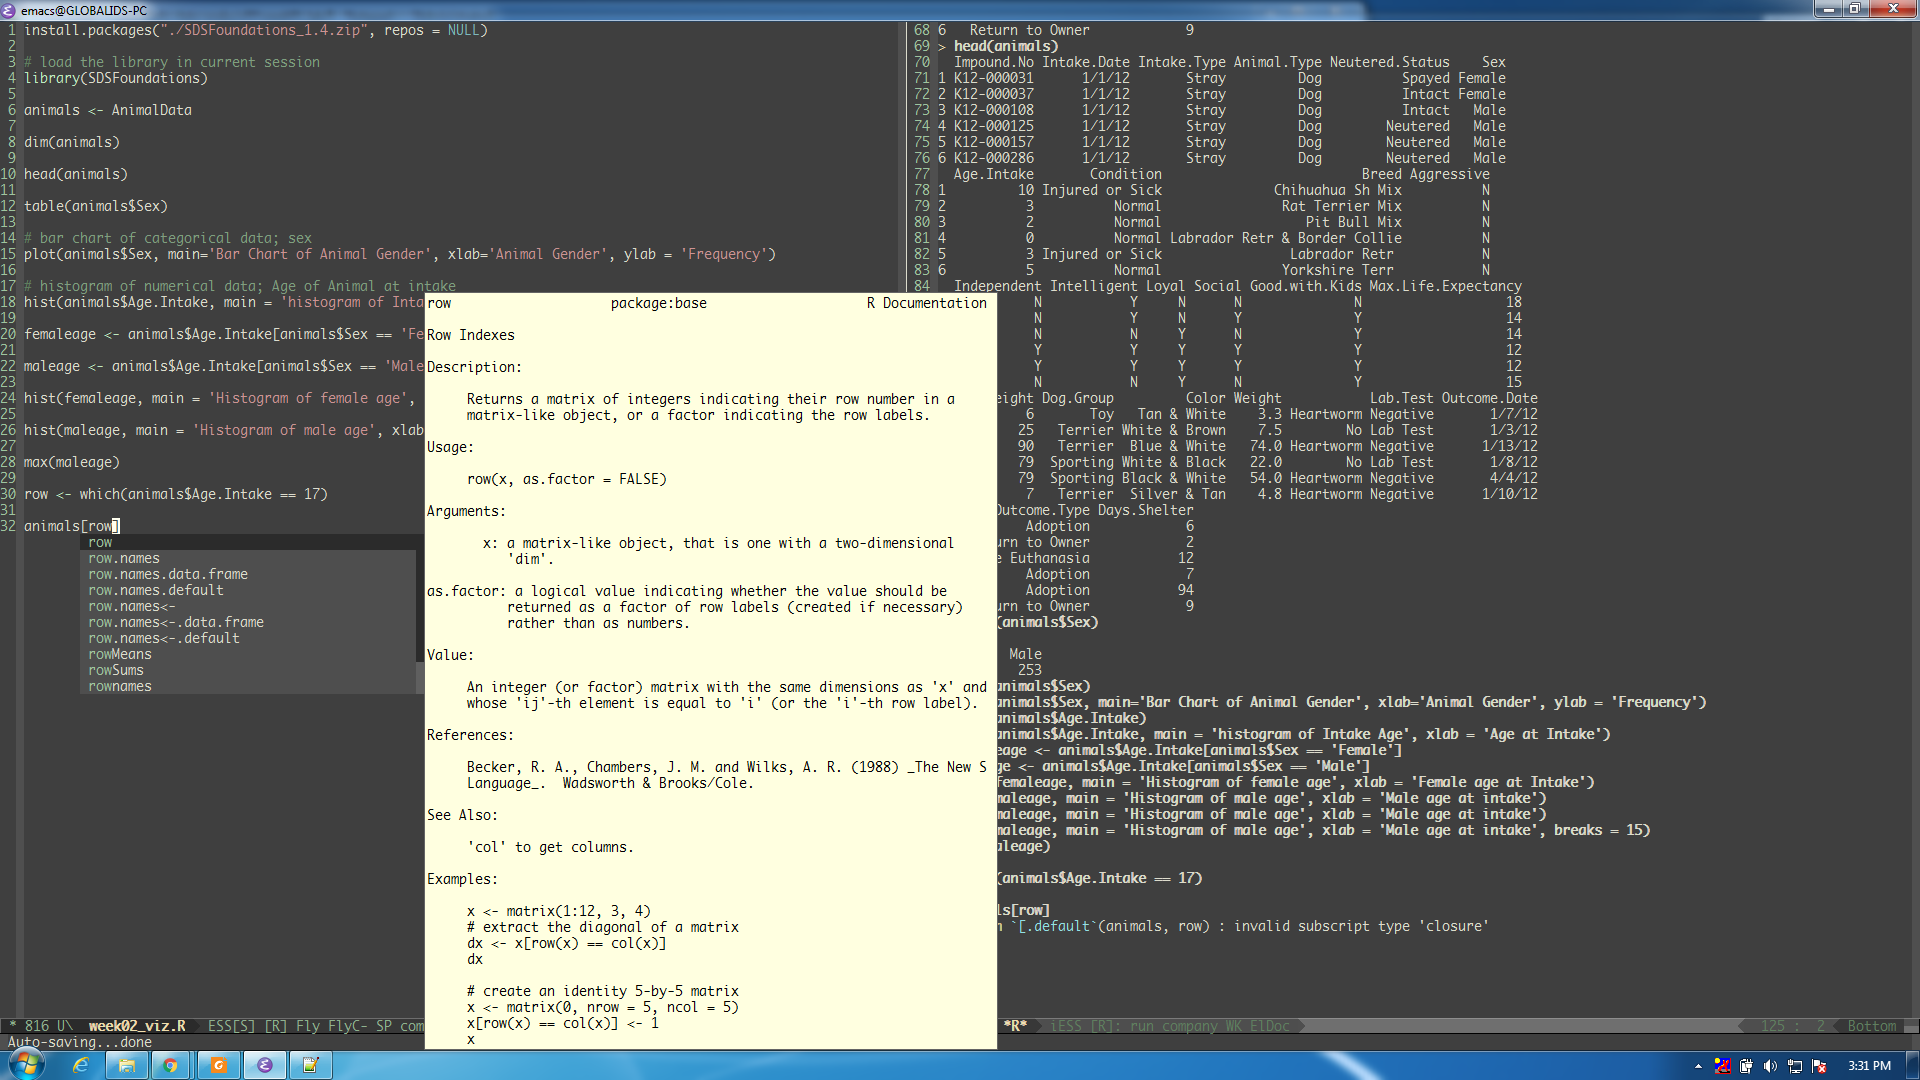 emacs@GLOBALIDS-PC
1 install.packages("./SDSFoundations_1.4.zip", repos = NULL)
2
3 # load the library in current session
4 library(SDSFoundations)
5
6 animals <- AnimalData
7
8 dim(animals)
9
10 head(animals)
11
12 table(animals$Sex)
13
14 # bar chart of categorical data; sex
15 plot(animals$Sex, main='Bar Chart of Animal Gender', xlab='Animal Gender', ylab = 'Frequency')
16
17 # histogram of numerical data; Age of Animal at intake
18 hist(animals$Age.Intake, main = 'histogram of Inta
19
20 femaleage <- animals$Age.Intake[animals$Sex == 'Fe
21
22 maleage <- animals$Age.Intake[animals$Sex == 'Male
23
24 hist(femaleage, main = 'Histogram of female age',
25
26 hist(maleage, main = 'Histogram of male age', xlab
27
28 max(maleage)
29
30 row <- which(animals$Age.Intake == 17)
31
32 animals[row]
row
row.names
row.names.data.frame
row.names.default
row.names<-
row.names<-.data.frame
row.names<-.default
rowMeans
rowSums
rownames
row package:base R Documentation
Row Indexes
Description:
Returns a matrix of integers indicating their row number in a
matrix-like object, or a factor indicating the row labels.
Usage:
row(x, as.factor = FALSE)
Arguments:
x: a matrix-like object, that is one with a two-dimensional
'dim'.
as.factor: a logical value indicating whether the value should be
returned as a factor of row labels (created if necessary)
rather than as numbers.
Value:
An integer (or factor) matrix with the same dimensions as 'x' and
whose 'ij'-th element is equal to 'i' (or the 'i'-th row label).
References:
Becker, R. A., Chambers, J. M. and Wilks, A. R. (1988) _The New S
Language_. Wadsworth & Brooks/Cole.
See Also:
'col' to get columns.
Examples:
x <- matrix(1:12, 3, 4)
# extract the diagonal of a matrix
dx <- x[row(x) == col(x)]
dx
# create an identity 5-by-5 matrix
x <- matrix(0, nrow = 5, ncol = 5)
x[row(x) == col(x)] <- 1
x
68 6 Return to Owner 9
69 > head(animals)
70 Impound.No Intake.Date Intake.Type Animal.Type Neutered.Status Sex
71 1 K12-000031 1/1/12 Stray Dog Spayed Female
72 2 K12-000037 1/1/12 Stray Dog Intact Female
73 3 K12-000108 1/1/12 Stray Dog Intact Male
74 4 K12-000125 1/1/12 Stray Dog Neutered Male
75 5 K12-000157 1/1/12 Stray Dog Neutered Male
76 6 K12-000286 1/1/12 Stray Dog Neutered Male
77 Age.Intake Condition Breed Aggressive
78 1 10 Injured or Sick Chihuahua Sh Mix N
79 2 3 Normal Rat Terrier Mix N
80 3 2 Normal Pit Bull Mix N
81 4 0 Normal Labrador Retr & Border Collie N
82 5 3 Injured or Sick Labrador Retr N
83 6 5 Normal Yorkshire Terr N
84 Independent Intelligent Loyal Social Good.with.Kids Max.Life.Expectancy
N Y N N N 18
N Y N Y Y 14
N N Y N Y 14
Y Y Y Y Y 12
Y Y Y Y Y 12
N N Y N Y 15
eight Dog.Group Color Weight Lab.Test Outcome.Date
6 Toy Tan & White 3.3 Heartworm Negative 1/7/12
25 Terrier White & Brown 7.5 No Lab Test 1/3/12
90 Terrier Blue & White 74.0 Heartworm Negative 1/13/12
79 Sporting White & Black 22.0 No Lab Test 1/8/12
79 Sporting Black & White 54.0 Heartworm Negative 4/4/12
7 Terrier Silver & Tan 4.8 Heartworm Negative 1/10/12
Outcome.Type Days.Shelter
Adoption 6
urn to Owner 2
e Euthanasia 12
Adoption 7
Adoption 94
urn to Owner 9
(animals$Sex)
Male
253
animals$Sex)
animals$Sex, main='Bar Chart of Animal Gender', xlab='Animal Gender', ylab = 'Frequency')
animals$Age.Intake)
animals$Age.Intake, main = 'histogram of Intake Age', xlab = 'Age at Intake')
eage <- animals$Age.Intake[animals$Sex == 'Female']
ge <- animals$Age.Intake[animals$Sex == 'Male']
femaleage, main = 'Histogram of female age', xlab = 'Female age at Intake')
maleage, main = 'Histogram of male age', xlab = 'Male age at intake')
maleage, main = 'Histogram of male age', xlab = 'Male age at intake')
maleage, main = 'Histogram of male age', xlab = 'Male age at intake', breaks = 15)
aleage)
(animals$Age.Intake == 17)
ls[row]
n `[.default`(animals, row) : invalid subscript type 'closure'
* 816 U\ week02_viz.R ESS[S] [R] Fly FlyC- SP com
*R* iESS [R]: run company WK ElDoc 125 : 2 Bottom
Auto-saving...done
3:31 PM